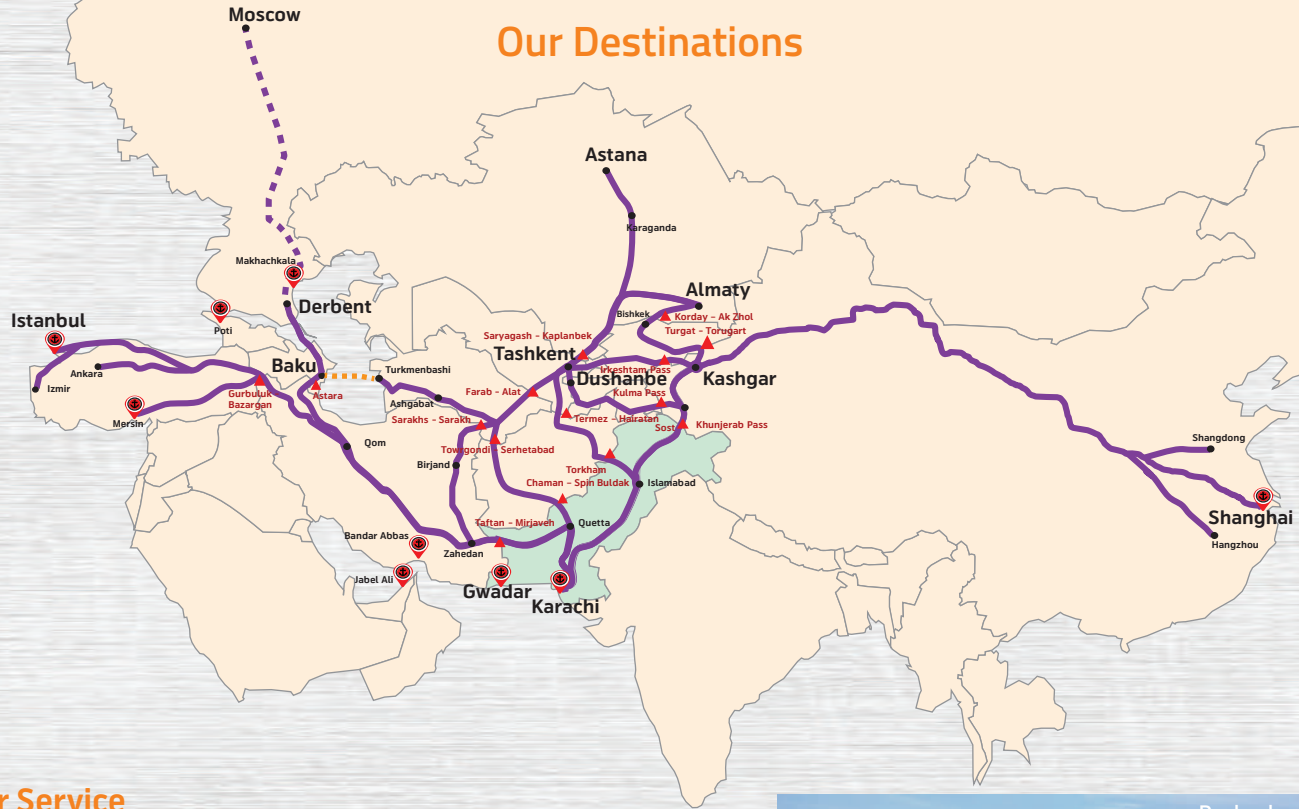 Moscow
Our Destinations
Astana
Karaganda
Makhachkala
Almaty
Derbent
Bishkek
Korday - Ak Zhol
Istanbul
Poti
Turgat - Torugart
Saryagash - Kaplanbek
Tashkent
Baku
Turkmenbashi
Irkeshtam Pass
Ankara
Dushanbe
Kashgar
Izmir
Gurbuluk
Bazargan
Astara
Farab - Alat
Kulma Pass
Ashgabat
Mersin
Sarakhs - Sarakh
Termez - Hairatan
Sost
Khunjerab Pass
Qom
Towrgondi - Serhetabad
Shangdong
Birjand
Torkham
Chaman - Spin Buldak
Islamabad
Taftan - Mirjaveh
Quetta
Shanghai
Bandar Abbas
Zahedan
Hangzhou
Jabel Ali
Gwadar
Karachi
r Service